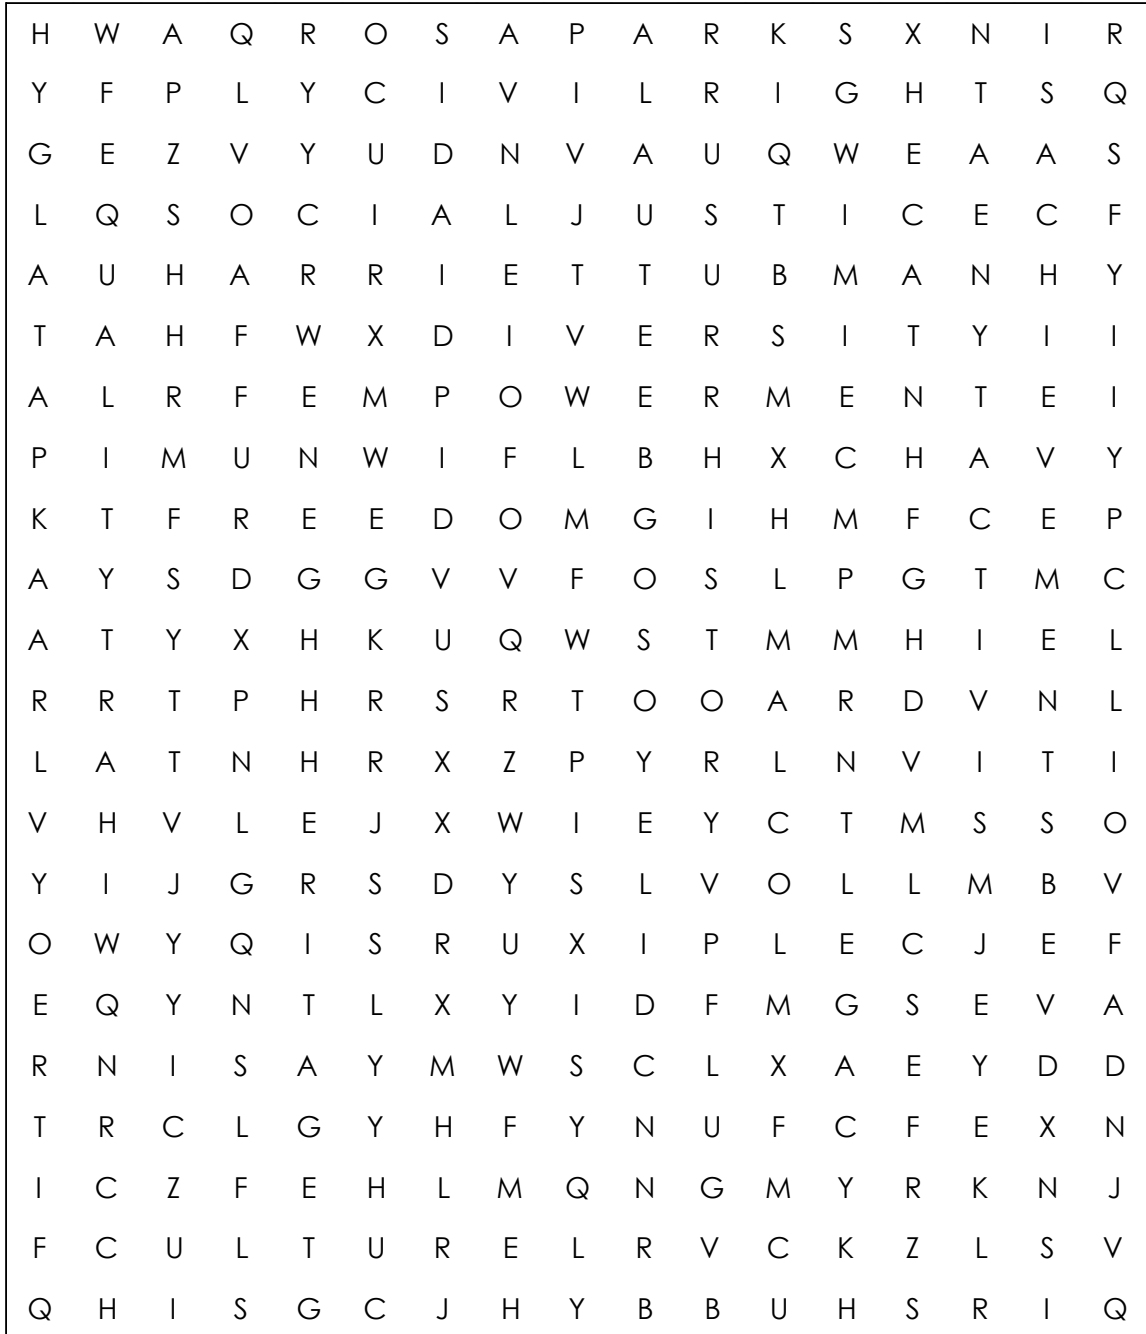 H W A Q R O S A P A R K S X N I R
Y F P L Y C I V I L R I G H T S Q
G E Z V Y U D N V A U Q W E A A S
L Q S O C I A L J U S T I C E C F
A U H A R R I E T T U B M A N H Y
T A H F W X D I V E R S I T Y I I
A L R F E M P O W E R M E N T E I
P I M U N W I F L B H X C H A V Y
K T F R E E D O M G I H M F C E P
A Y S D G G V V F O S L P G T M C
A T Y X H K U Q W S T M M H I E L
R R T P H R S R T O O A R D V N L
L A T N H R X Z P Y R L N V I T I
V H V L E J X W I E Y C T M S S O
Y I J G R S D Y S L V O L L M B V
O W Y Q I S R U X I P L E C J E F
E Q Y N T L X Y I D F M G S E V A
R N I S A Y M W S C L X A E Y D D
T R C L G Y H F Y N U F C F E X N
I C Z F E H L M Q N G M Y R K N J
F C U L T U R E L R V C K Z L S V
Q H I S G C J H Y B B U H S R I Q